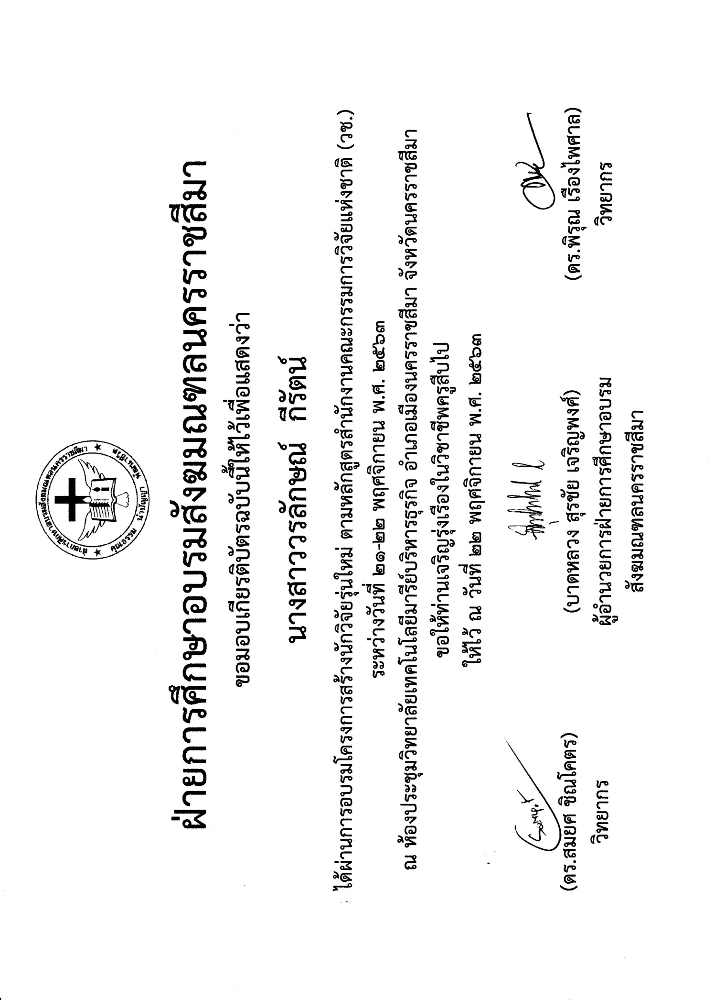 ฝ่ายการศึกษาอบรมสังฆมณฑลนครราชสีมา
คุณธรรม นำปัญญา พัฒนาชีวิต
ฝ่ายการศึกษาอบรมสังฆมณฑลนครราชสีมา
ขอมอบเกียรติบัตรฉบับนี้ให้ไว้เพื่อแสดงว่า
นางสาววรลักษณ์ กีรัตน์
ได้ผ่านการอบรมโครงการสร้างนักวิจัยรุ่นใหม่ ตามหลักสูตรสำนักงานคณะกรรมการวิจัยแห่งชาติ (วช.)
ระหว่างวันที่ ๒๑-๒๒ พฤศจิกายน พ.ศ. ๒๕๖๓
ณ ห้องประชุมวิทยาลัยเทคโนโลยีมารีย์บริหารธุรกิจ อำเภอเมืองนครราชสีมา จังหวัดนครราชสีมา
ขอให้ท่านเจริญรุ่งเรืองในวิชาชีพครูสืบไป
ให้ไว้ ณ วันที่ ๒๒ พฤศจิกายน พ.ศ. ๒๕๖๓
(ดร.สมยศ ชิณโคตร) (บาดหลวง สุรชัย เจริญพงศ์) (ดร.พิรุณ เรืองไพศาล)
วิทยากร ผู้อำนวยการฝ่ายการศึกษาอบรม วิทยากร
สังฆมณฑลนครราชสีมา